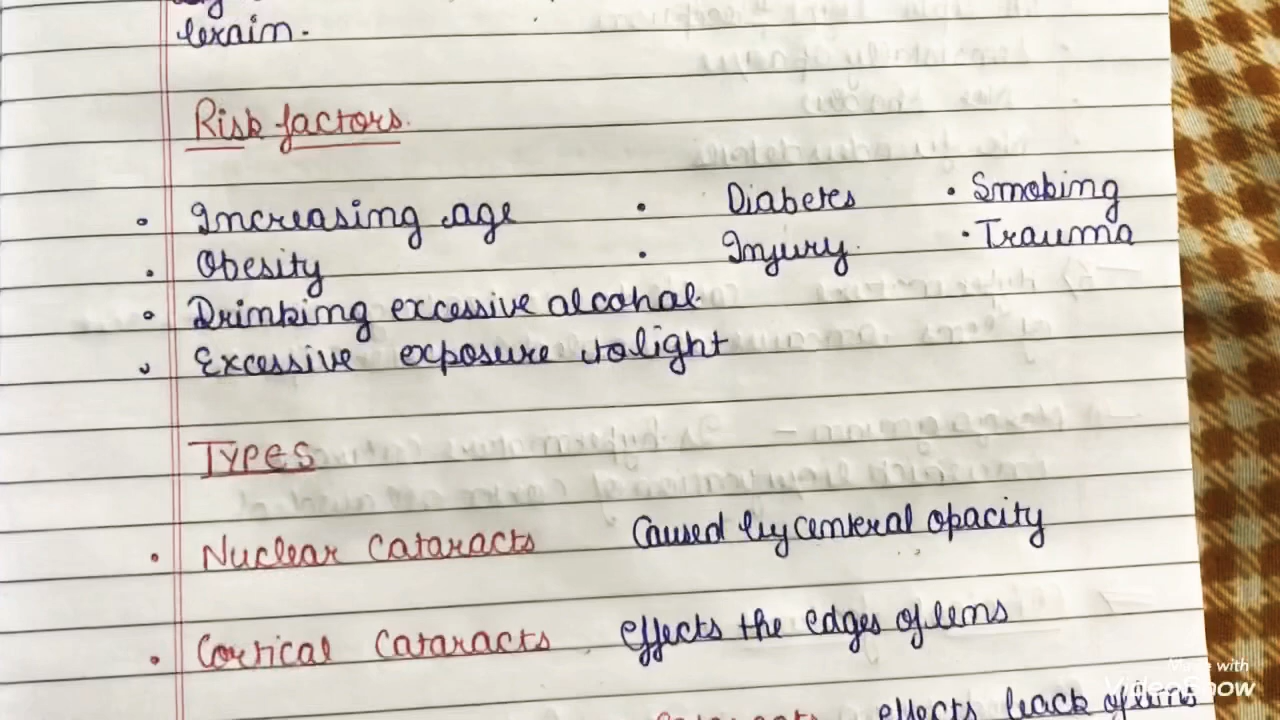 brain.
Risk factors.
• Increasing age • Diabetes • Smoking
• Obesity • Injury. • Trauma
• Drinking excessive alcohal.
• Excessive exposure to light
TYPES
• Nuclear Cataracts Caused by centeral opacity
• Cortical Cataracts effects the edges of lens
effects back of lens
Made with
VideoShow